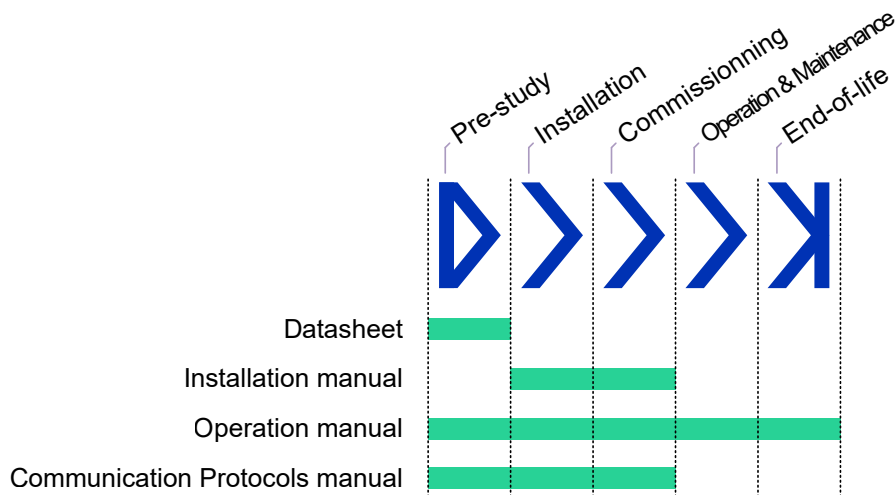 Pre-study
Installation
Commissionning
Operation & Maintenance
End-of-life
Datasheet
Installation manual
Operation manual
Communication Protocols manual